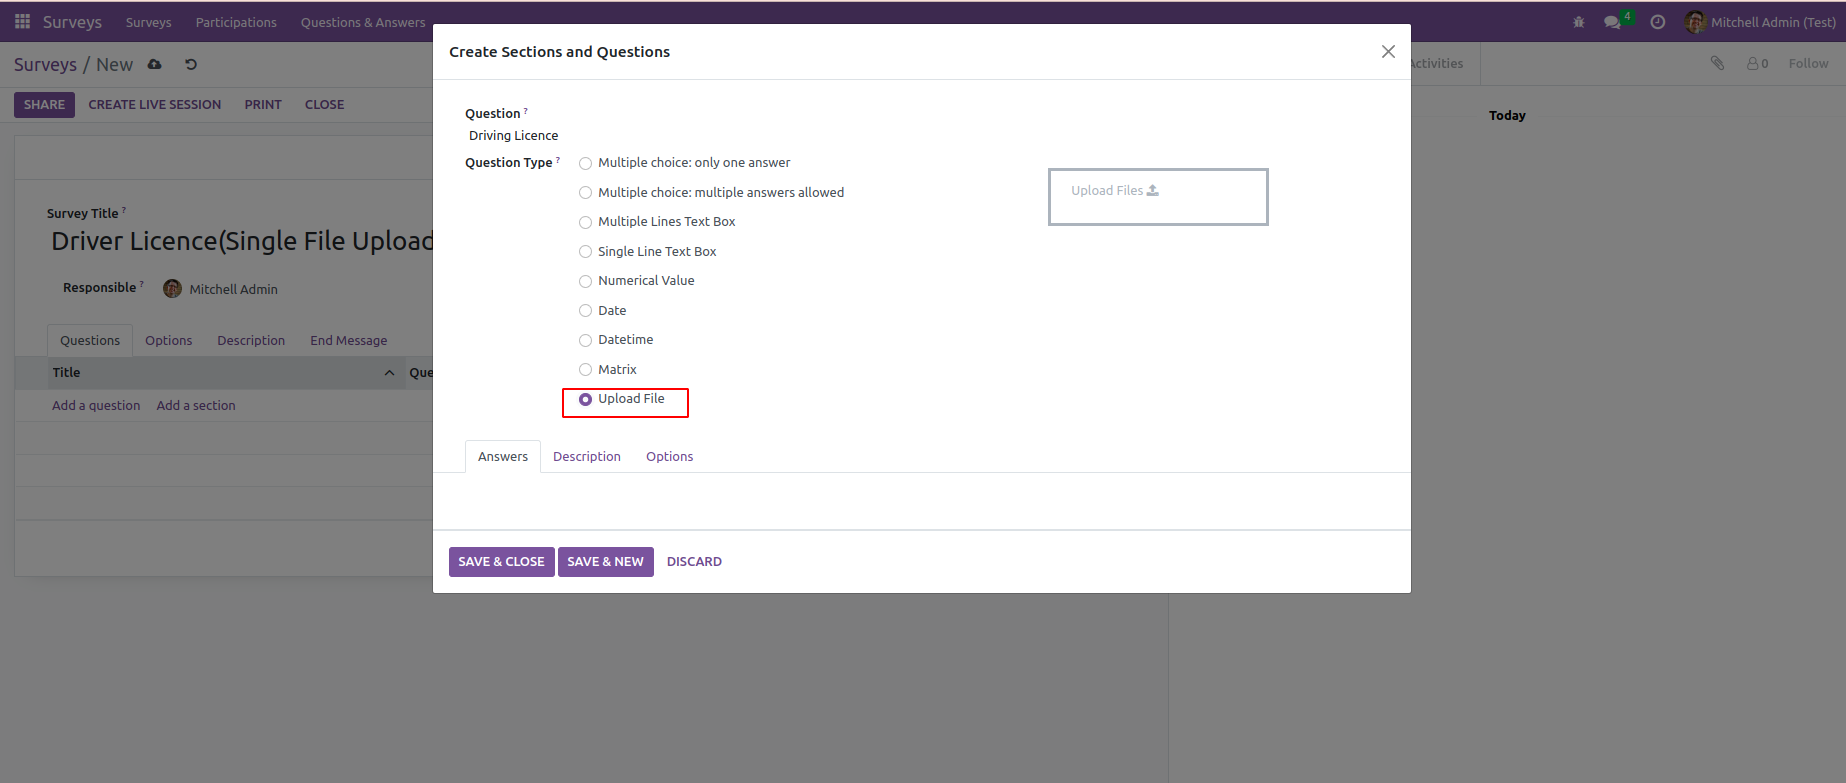 Surveys Surveys Participations Questions & Answers 4 Mitchell Admin (Test)
Surveys / New
Activities 0 Follow
SHARE CREATE LIVE SESSION PRINT CLOSE
Today
Survey Title ?
Driver Licence(Single File Upload
Responsible ? Mitchell Admin
Questions Options Description End Message
Title Que
Add a question Add a section
Create Sections and Questions
Question ?
Driving Licence
Question Type ? Multiple choice: only one answer
Multiple choice: multiple answers allowed
Multiple Lines Text Box
Single Line Text Box
Numerical Value
Date
Datetime
Matrix
Upload File
Upload Files
Answers Description Options
SAVE & CLOSE SAVE & NEW DISCARD